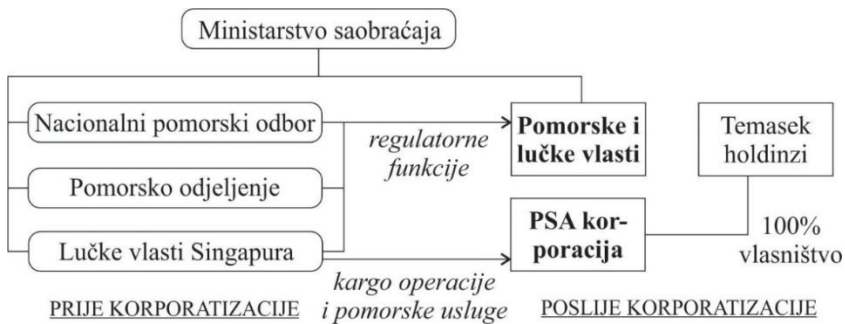 Ministarstvo saobraćaja
Nacionalni pomorski odbor
Pomorsko odjeljenje
Lučke vlasti Singapura
regulatorne
funkcije
Pomorske i
lučke vlasti
Temasek
holdinzi
PSA kor-
poracija
100%
vlasništvo
kargo operacije
i pomorske usluge
PRIJE KORPORATIZACIJE
POSLIJE KORPORATIZACIJE